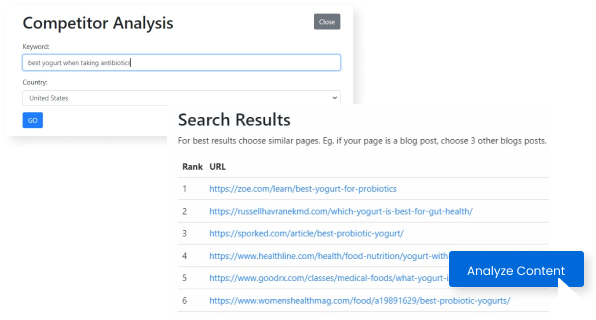 Competitor Analysis
Close
Keyword:
best yogurt when taking antibiotics
Country:
United States
GO
Search Results
For best results choose similar pages. Eg. if your page is a blog post, choose 3 other blogs posts.
Rank URL
1 https://zoe.com/learn/best-yogurt-for-probiotics
2 https://russellhavranekmd.com/which-yogurt-is-best-for-gut-health/
3 https://sporked.com/article/best-probiotic-yogurt/
4 https://www.healthline.com/health/food-nutrition/yogurt-with-
5 https://www.goodrx.com/classes/medical-foods/what-yogurt-i
Analyze Content
6 https://www.womenshealthmag.com/food/a19891629/best-probiotic-yogurts/